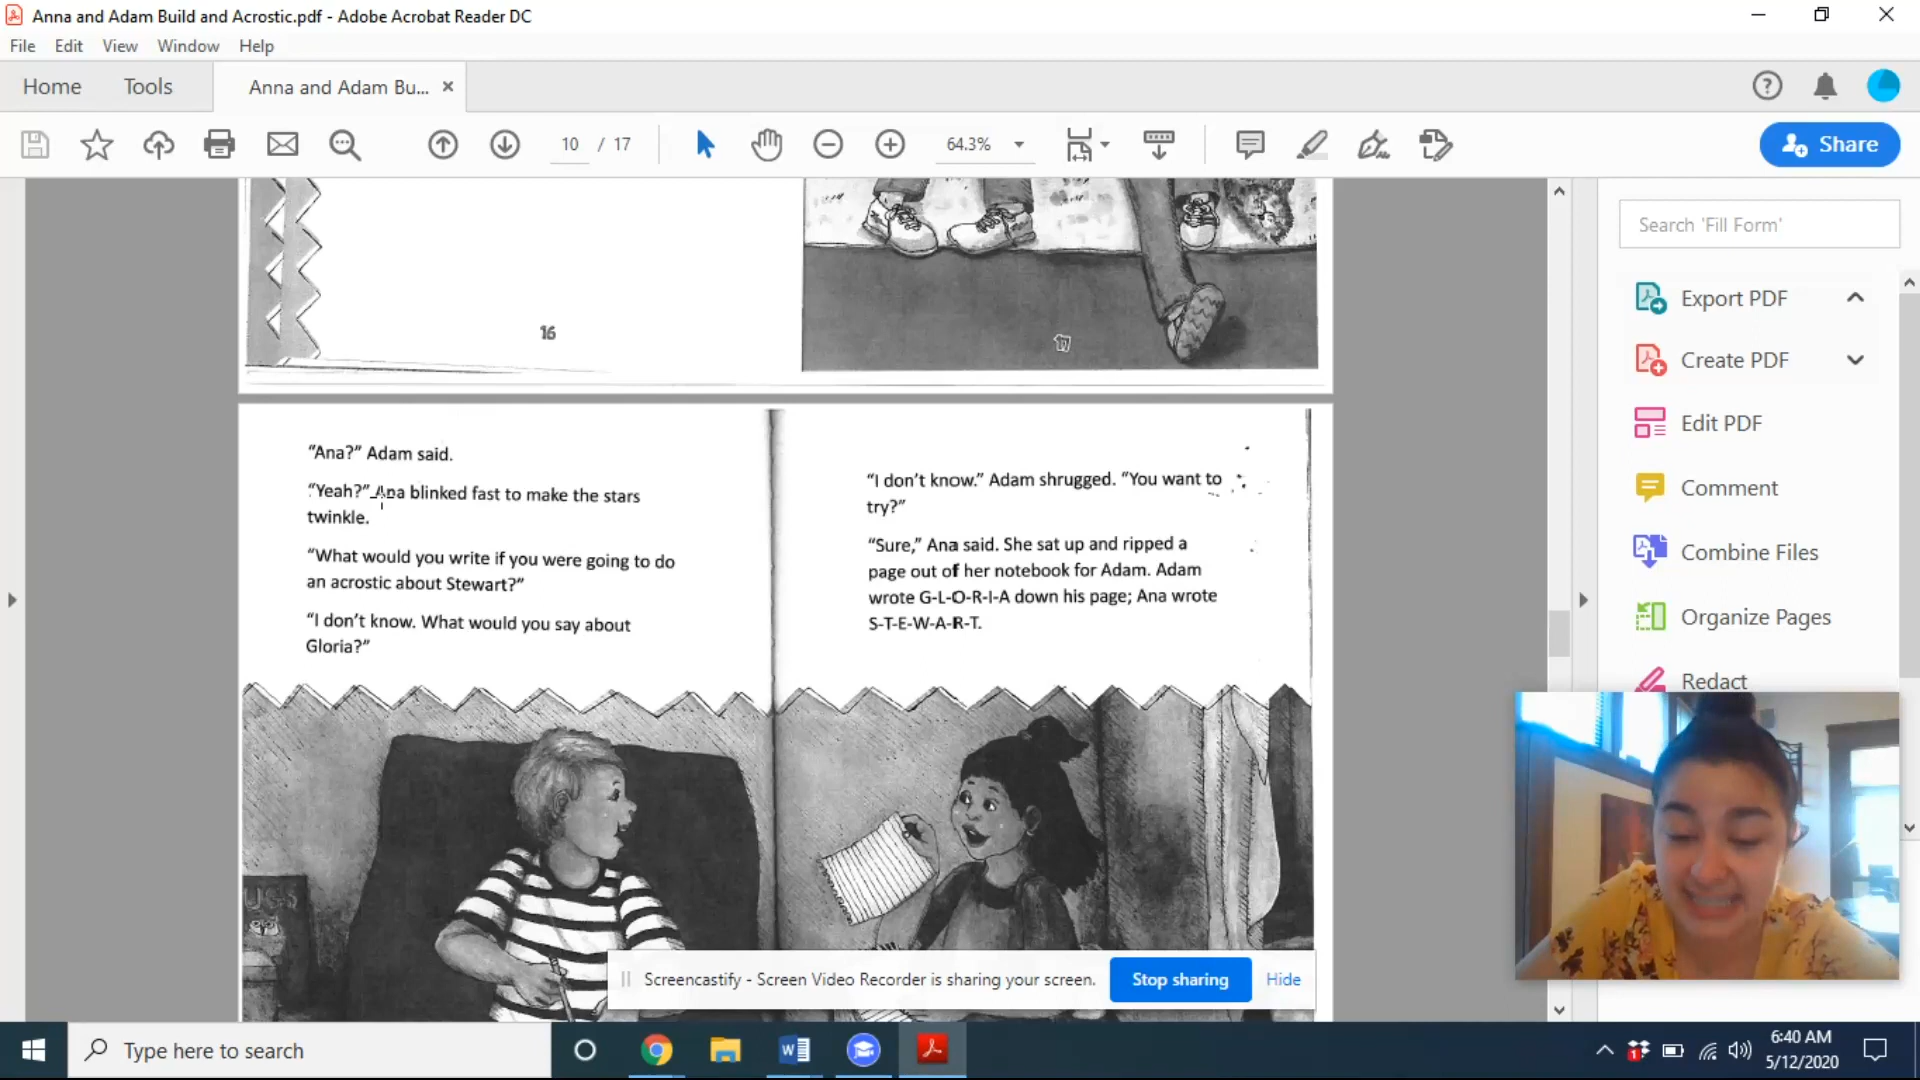 Anna and Adam Build and Acrostic.pdf - Adobe Acrobat Reader DC
File Edit View Window Help
Home Tools Anna and Adam Bu... ×
10 / 17 64.3% Share
Search 'Fill Form'
Export PDF
Create PDF
Edit PDF
Comment
Combine Files
Organize Pages
Redact
16
17
“Ana?” Adam said.
“Yeah?” Ana blinked fast to make the stars
twinkle.
“What would you write if you were going to do
an acrostic about Stewart?”
“I don’t know. What would you say about
Gloria?”
“I don’t know.” Adam shrugged. “You want to
try?”
“Sure,” Ana said. She sat up and ripped a
page out of her notebook for Adam. Adam
wrote G-L-O-R-I-A down his page; Ana wrote
S-T-E-W-A-R-T.
Screencastify - Screen Video Recorder is sharing your screen. Stop sharing Hide
Type here to search
6:40 AM
5/12/2020